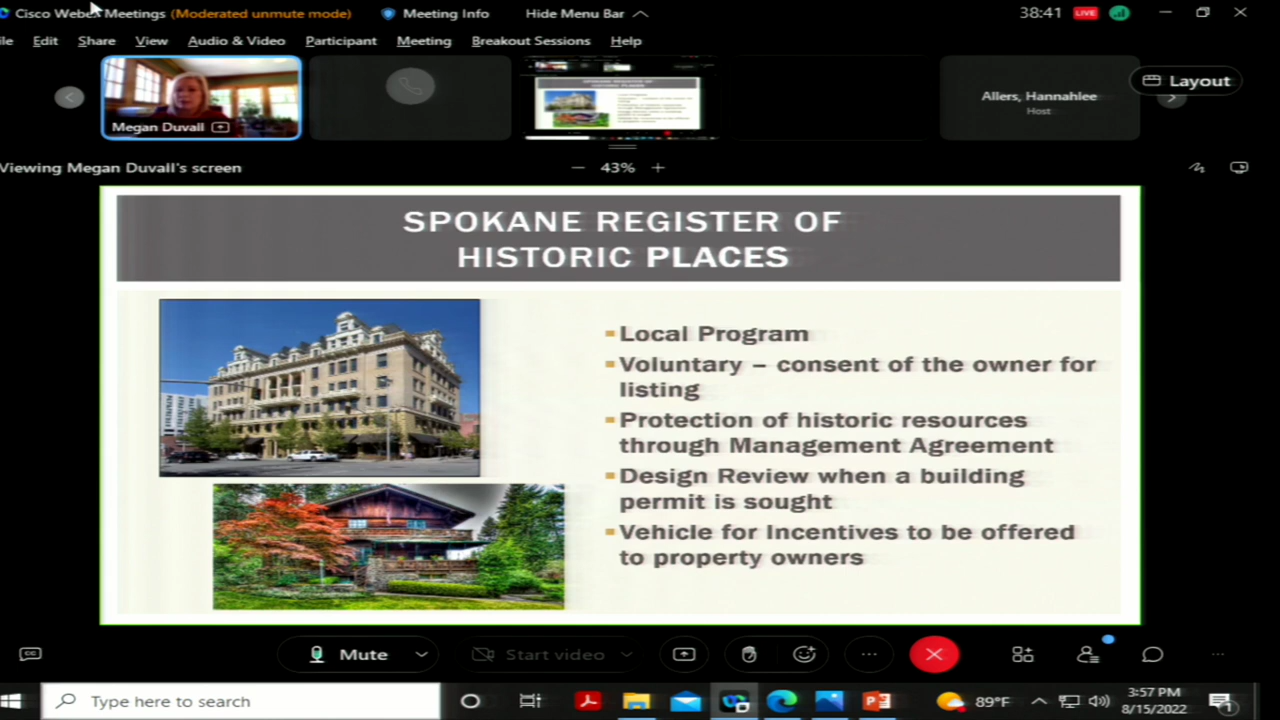 Cisco Webex Meetings (Moderated unmute mode) Meeting Info Hide Menu Bar 38:41 LIVE
ile Edit Share View Audio & Video Participant Meeting Breakout Sessions Help
Layout
Megan Duvall
Allers, Hannahlee
Host
Viewing Megan Duvall's screen
43%
SPOKANE REGISTER OF
HISTORIC PLACES
Local Program
Voluntary – consent of the owner for
listing
Protection of historic resources
through Management Agreement
Design Review when a building
permit is sought
Vehicle for Incentives to be offered
to property owners
CC Mute Start video
Type here to search
89°F
3:57 PM
8/15/2022
1